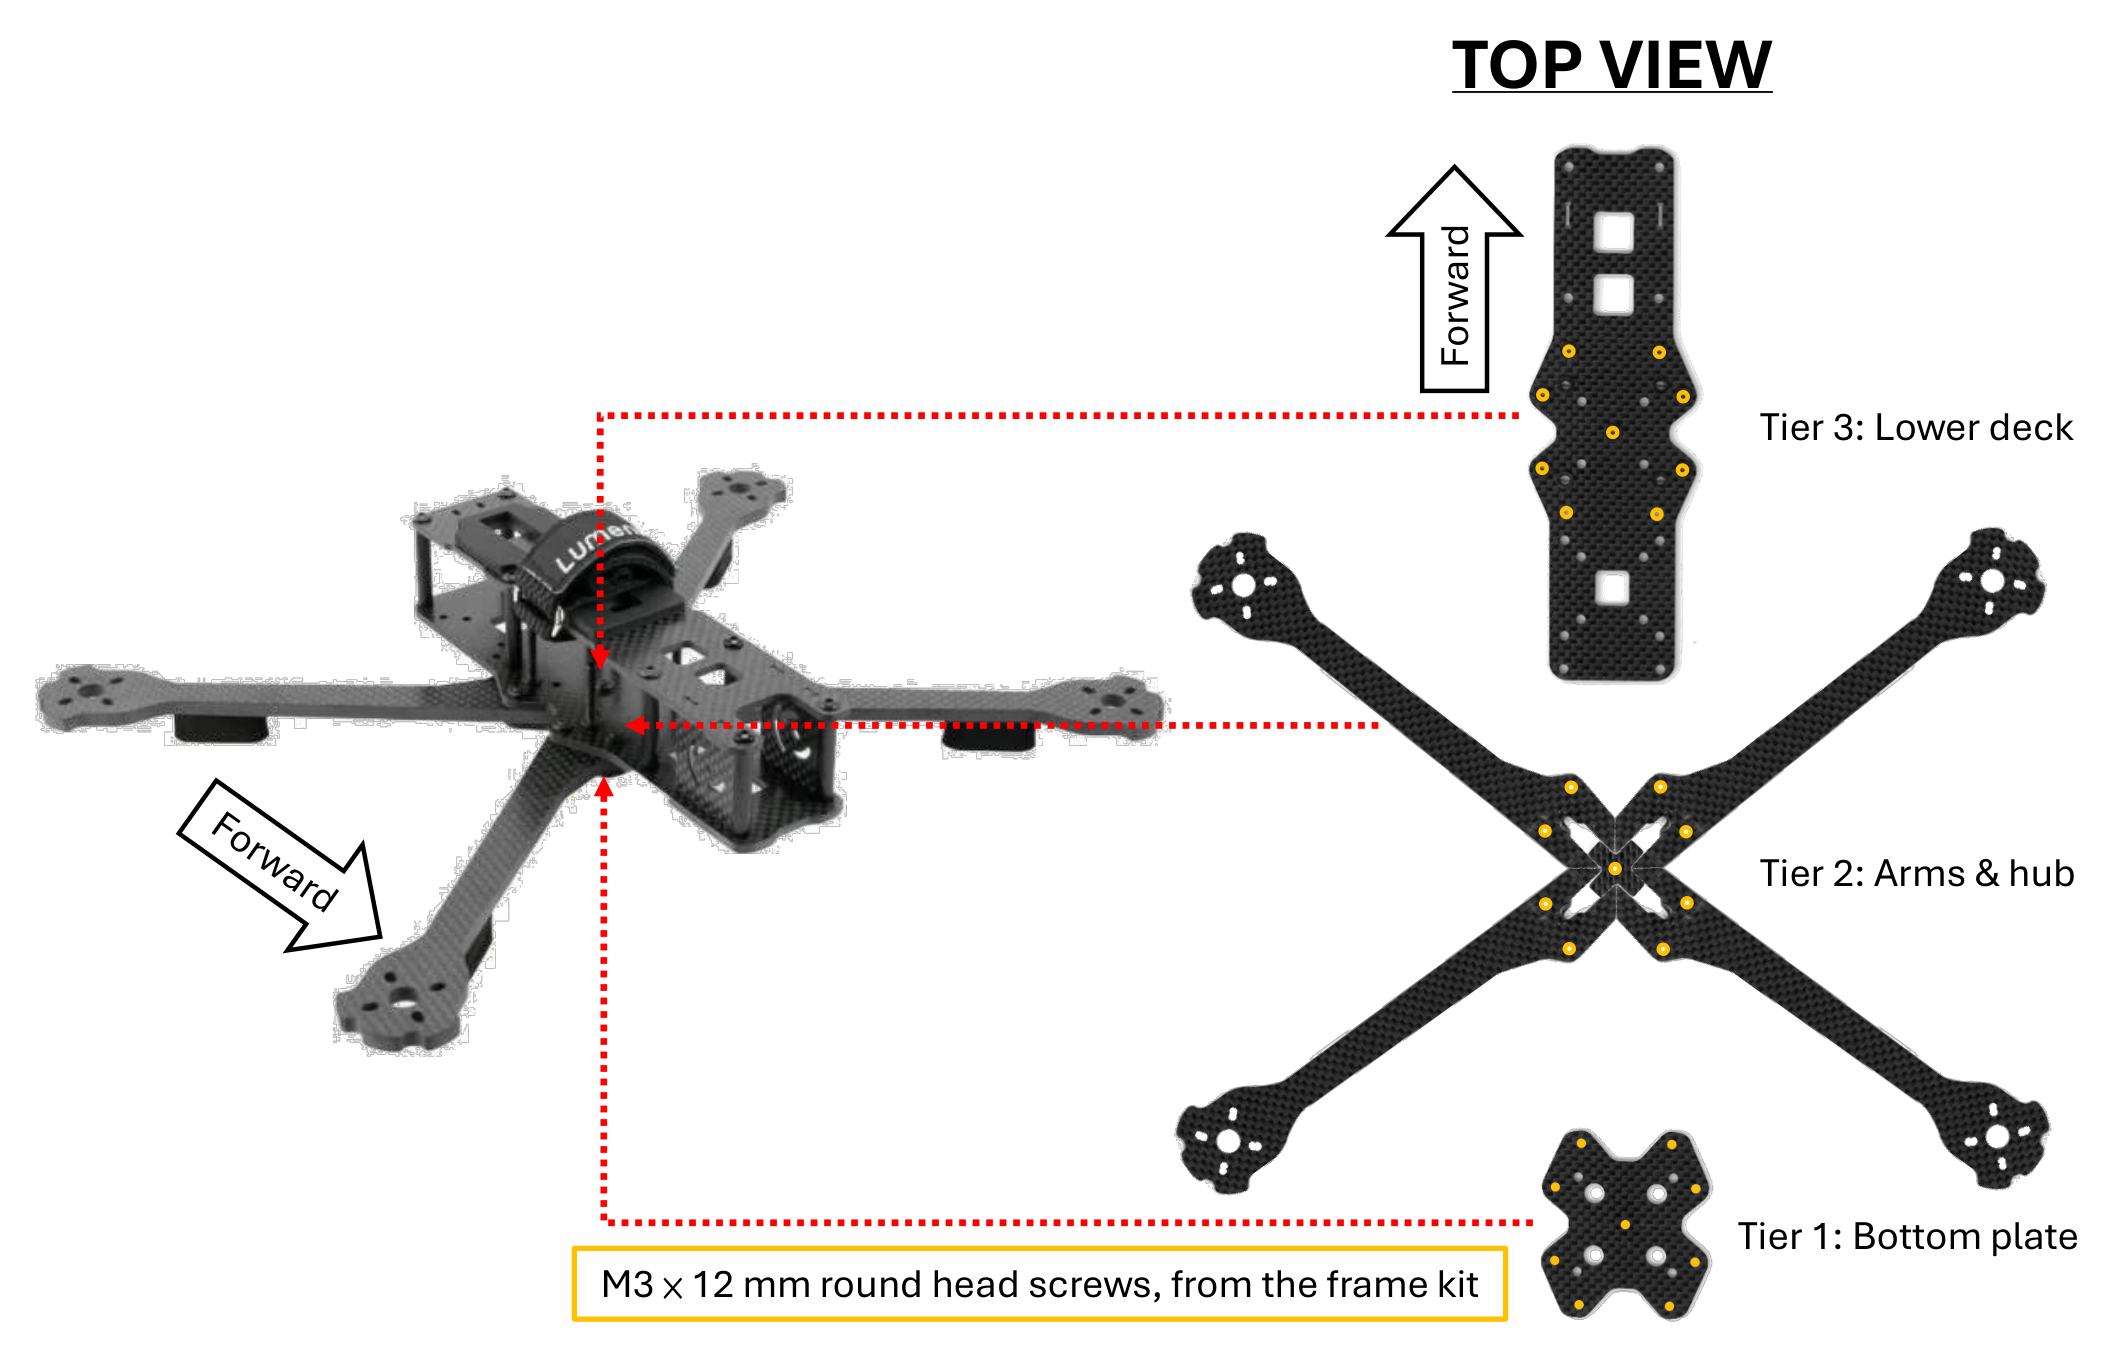 TOP VIEW
Forward
Tier 3: Lower deck
Lumen
Forward
Tier 2: Arms & hub
Tier 1: Bottom plate
M3 x 12 mm round head screws, from the frame kit